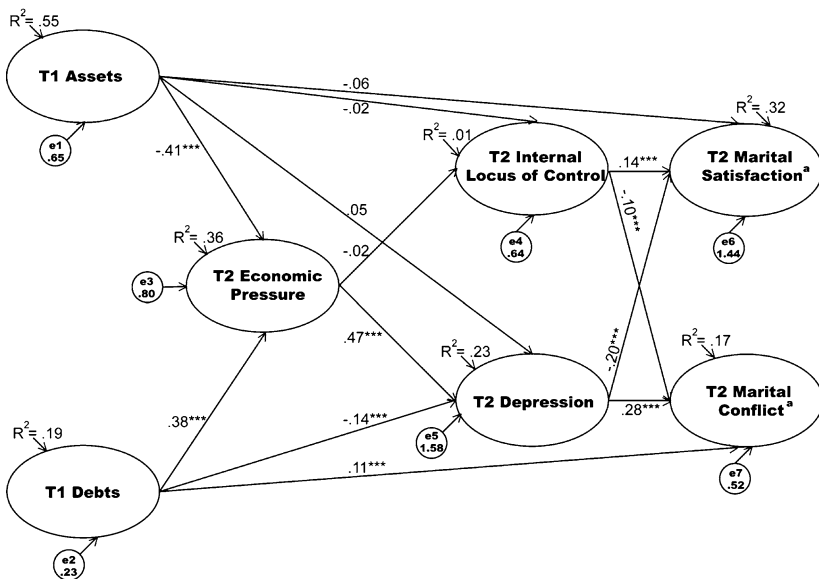 R²= .55
T1 Assets
e1
.65
-.06
-.02
R²= .32
R²= .01
T2 Internal
Locus of Control
.14***
T2 Marital
Satisfactionᵃ
-.41***
.05
-.10***
e4
.64
e6
1.44
R²= .36
e3
.80
T2 Economic
Pressure
-.02
.47***
R²= .23
-.20***
R²= .17
T2 Depression
T2 Marital
Conflictᵃ
.28***
.38***
-.14***
e5
1.58
R²= .19
T1 Debts
.11***
e7
.52
e2
.23